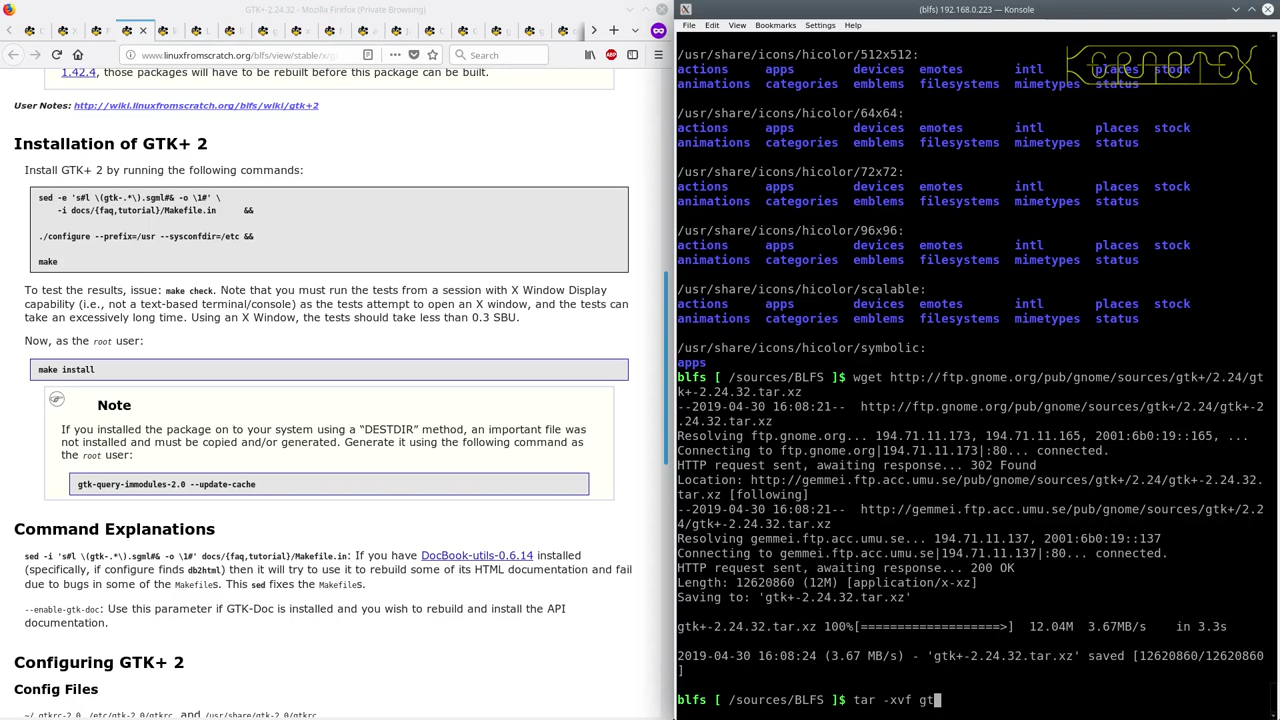 GTK+-2.24.32 - Mozilla Firefox (Private Browsing)
www.linuxfromscratch.org/blfs/view/stable/x/g
Search
1.42.4, those packages will have to be rebuilt before this package can be built.
User Notes: http://wiki.linuxfromscratch.org/blfs/wiki/gtk+2
Installation of GTK+ 2
Install GTK+ 2 by running the following commands:
sed -e 's#l \(gtk-.*\).sgml#& -o \1#' \
-i docs/{faq,tutorial}/Makefile.in &&
./configure --prefix=/usr --sysconfdir=/etc &&
make
To test the results, issue: make check. Note that you must run the tests from a session with X Window Display
capability (i.e., not a text-based terminal/console) as the tests attempt to open an X window, and the tests can
take an excessively long time. Using an X Window, the tests should take less than 0.3 SBU.
Now, as the root user:
make install
Note
If you installed the package on to your system using a “DESTDIR” method, an important file was
not installed and must be copied and/or generated. Generate it using the following command as
the root user:
gtk-query-immodules-2.0 --update-cache
Command Explanations
sed -i 's#l \(gtk-.*\).sgml#& -o \1#' docs/{faq,tutorial}/Makefile.in: If you have DocBook-utils-0.6.14 installed
(specifically, if configure finds db2html) then it will try to use it to rebuild some of its HTML documentation and fail
due to bugs in some of the Makefiles. This sed fixes the Makefiles.
--enable-gtk-doc: Use this parameter if GTK-Doc is installed and you wish to rebuild and install the API
documentation.
Configuring GTK+ 2
Config Files
~/.gtkrc-2.0, /etc/gtk-2.0/gtkrc, and /usr/share/gtk-2.0/gtkrc
(blfs) 192.168.0.223 — Konsole
File Edit View Bookmarks Settings Help
KERNOTEX
/usr/share/icons/hicolor/512x512:
actions apps devices emotes intl places stock
animations categories emblems filesystems mimetypes status
/usr/share/icons/hicolor/64x64:
actions apps devices emotes intl places stock
animations categories emblems filesystems mimetypes status
/usr/share/icons/hicolor/72x72:
actions apps devices emotes intl places stock
animations categories emblems filesystems mimetypes status
/usr/share/icons/hicolor/96x96:
actions apps devices emotes intl places stock
animations categories emblems filesystems mimetypes status
/usr/share/icons/hicolor/scalable:
actions apps devices emotes intl places stock
animations categories emblems filesystems mimetypes status
/usr/share/icons/hicolor/symbolic:
apps
blfs [ /sources/BLFS ]$ wget http://ftp.gnome.org/pub/gnome/sources/gtk+/2.24/gt
k+-2.24.32.tar.xz
--2019-04-30 16:08:21-- http://ftp.gnome.org/pub/gnome/sources/gtk+/2.24/gtk+-2
.24.32.tar.xz
Resolving ftp.gnome.org... 194.71.11.173, 194.71.11.165, 2001:6b0:19::165, ...
Connecting to ftp.gnome.org|194.71.11.173|:80... connected.
HTTP request sent, awaiting response... 302 Found
Location: http://gemmei.ftp.acc.umu.se/pub/gnome/sources/gtk+/2.24/gtk+-2.24.32.
tar.xz [following]
--2019-04-30 16:08:21-- http://gemmei.ftp.acc.umu.se/pub/gnome/sources/gtk+/2.2
4/gtk+-2.24.32.tar.xz
Resolving gemmei.ftp.acc.umu.se... 194.71.11.137, 2001:6b0:19::137
Connecting to gemmei.ftp.acc.umu.se|194.71.11.137|:80... connected.
HTTP request sent, awaiting response... 200 OK
Length: 12620860 (12M) [application/x-xz]
Saving to: 'gtk+-2.24.32.tar.xz'
gtk+-2.24.32.tar.xz 100%[===================>] 12.04M 3.67MB/s in 3.3s
2019-04-30 16:08:24 (3.67 MB/s) - 'gtk+-2.24.32.tar.xz' saved [12620860/12620860
]
blfs [ /sources/BLFS ]$ tar -xvf gt